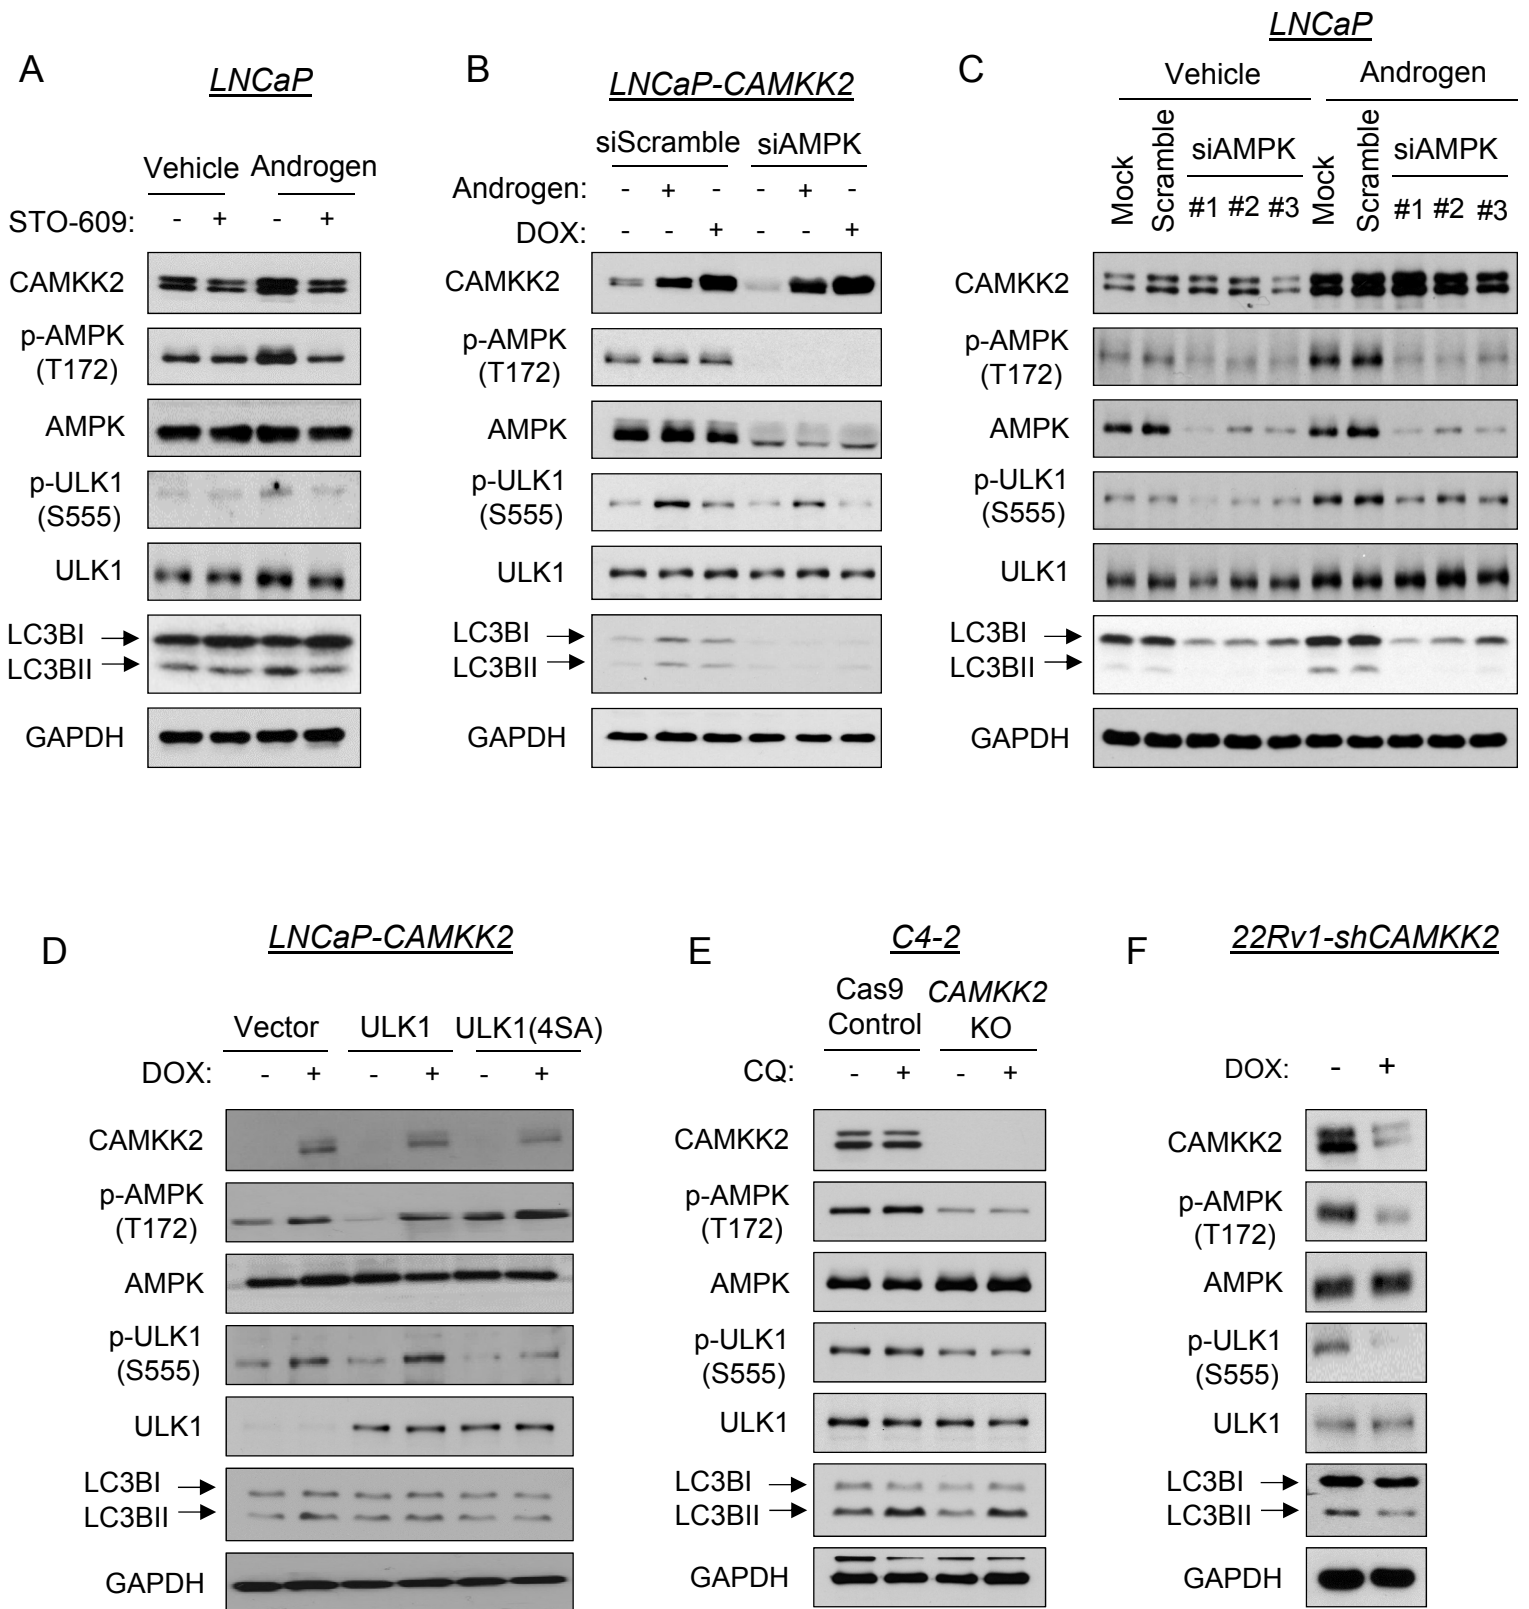 A
LNCaP
Vehicle Androgen
STO-609: - + - +
CAMKK2
p-AMPK
(T172)
AMPK
p-ULK1
(S555)
ULK1
LC3BI
LC3BII
GAPDH
B
LNCaP-CAMKK2
siScramble siAMPK
Androgen: - + - - + -
DOX: - - + - - +
CAMKK2
p-AMPK
(T172)
AMPK
p-ULK1
(S555)
ULK1
LC3BI
LC3BII
GAPDH
C
LNCaP
Vehicle Androgen
Mock Scramble siAMPK Mock Scramble siAMPK
#1 #2 #3 #1 #2 #3
CAMKK2
p-AMPK
(T172)
AMPK
p-ULK1
(S555)
ULK1
LC3BI
LC3BII
GAPDH
D
LNCaP-CAMKK2
Vector ULK1 ULK1(4SA)
DOX: - + - + - +
CAMKK2
p-AMPK
(T172)
AMPK
p-ULK1
(S555)
ULK1
LC3BI
LC3BII
GAPDH
E
C4-2
Cas9 CAMKK2
Control KO
CQ: - + - +
CAMKK2
p-AMPK
(T172)
AMPK
p-ULK1
(S555)
ULK1
LC3BI
LC3BII
GAPDH
F
22Rv1-shCAMKK2
DOX: - +
CAMKK2
p-AMPK
(T172)
AMPK
p-ULK1
(S555)
ULK1
LC3BI
LC3BII
GAPDH